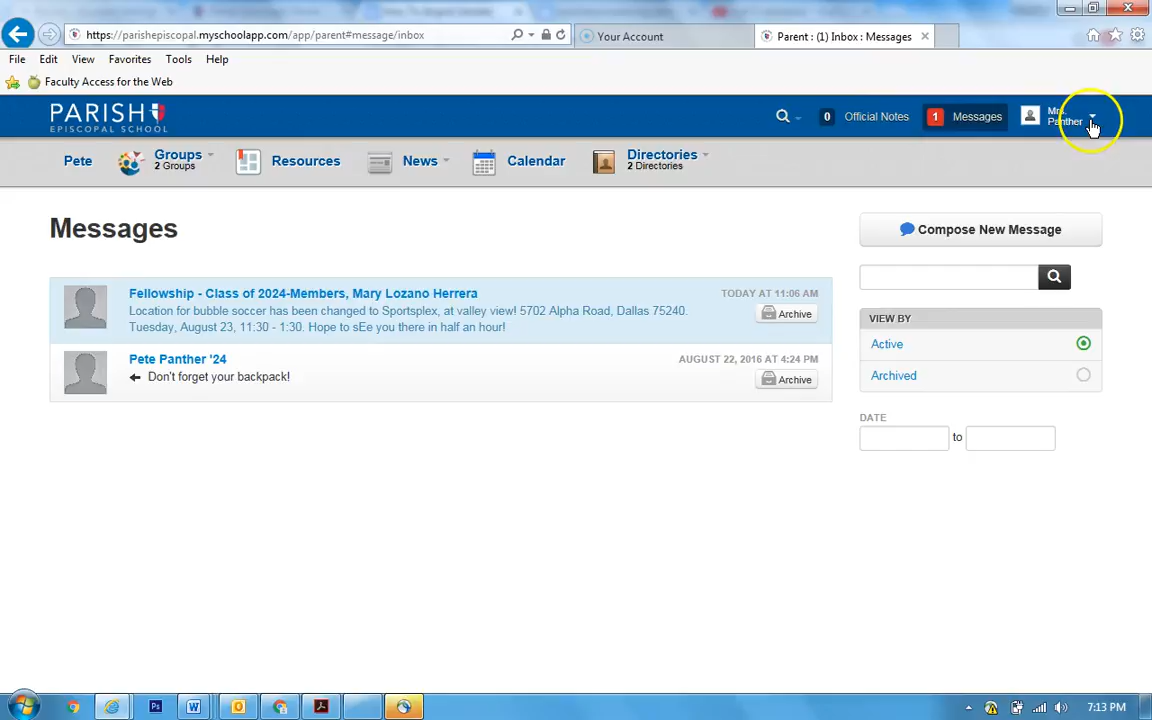 https://parishepiscopal.myschoolapp.com/app/parent#message/inbox
Your Account
Parent : (1) Inbox : Messages
File Edit View Favorites Tools Help
Faculty Access for the Web
PARISH
EPISCOPAL SCHOOL
0 Official Notes
1 Messages
Mrs.
Panther
Pete
Groups
2 Groups
Resources
News
Calendar
Directories
2 Directories
Messages
Compose New Message
Fellowship - Class of 2024-Members, Mary Lozano Herrera
TODAY AT 11:06 AM
Location for bubble soccer has been changed to Sportsplex, at valley view! 5702 Alpha Road, Dallas 75240.
Tuesday, August 23, 11:30 - 1:30. Hope to sEe you there in half an hour!
Archive
Pete Panther '24
AUGUST 22, 2016 AT 4:24 PM
Don't forget your backpack!
Archive
VIEW BY
Active
Archived
DATE
to
7:13 PM